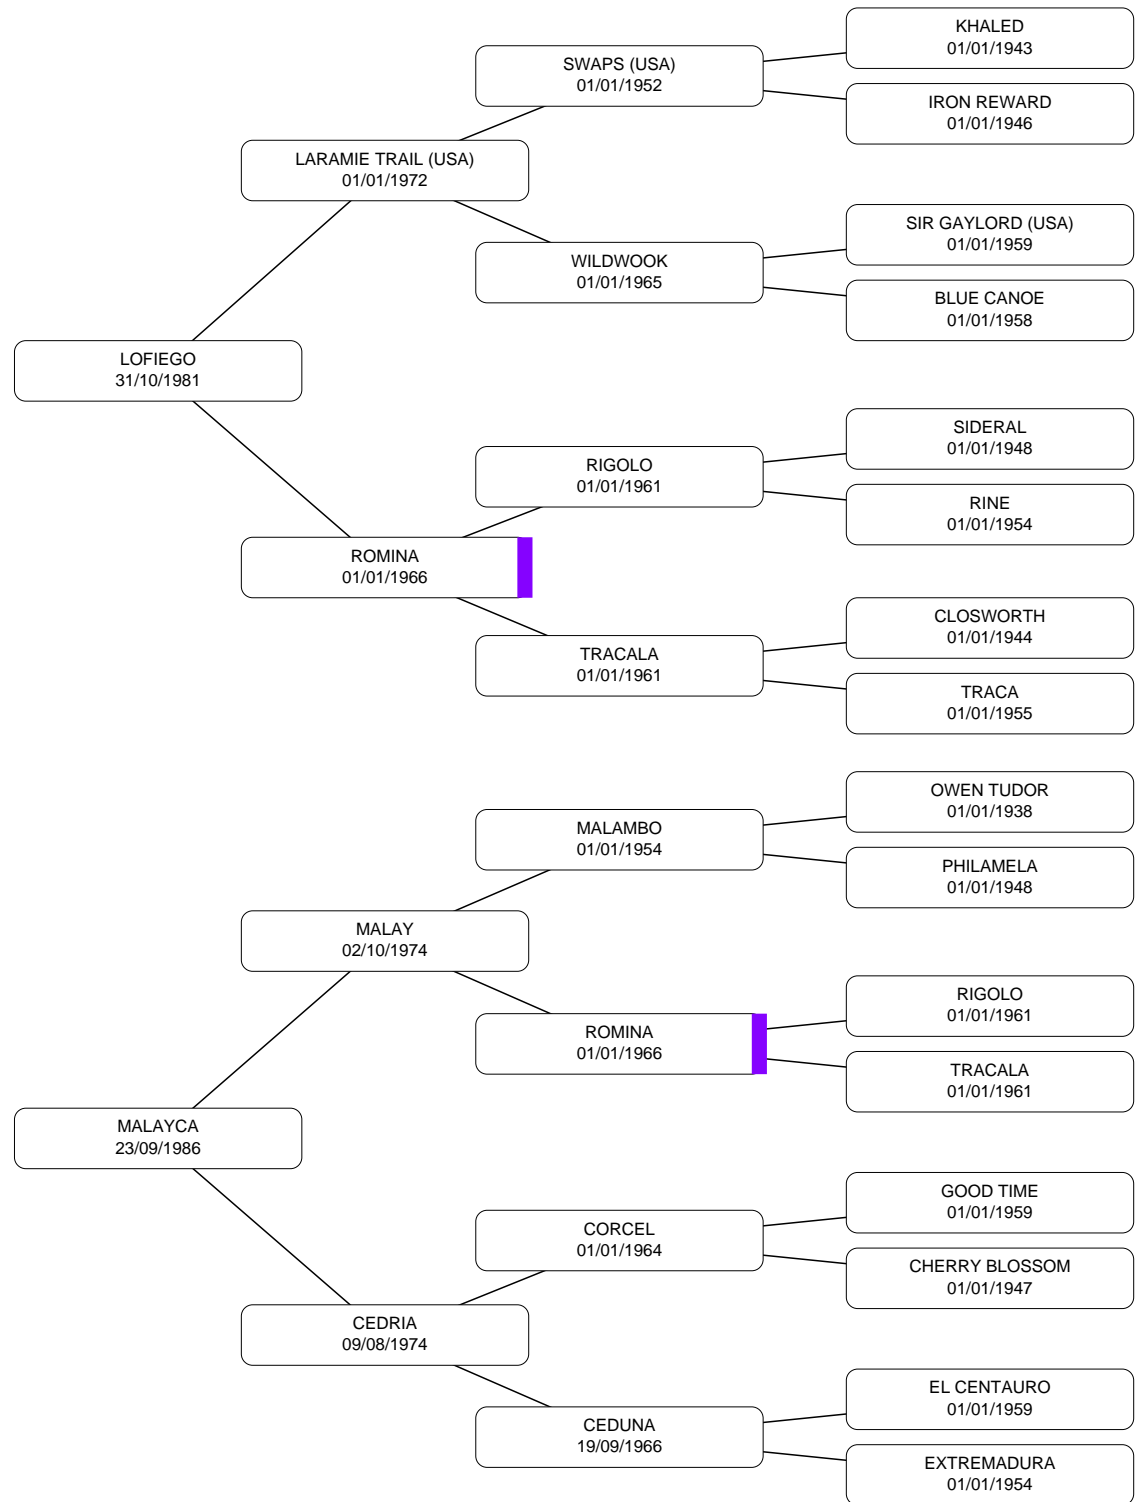 KHALED
01/01/1943
SWAPS (USA)
01/01/1952
IRON REWARD
01/01/1946
LARAMIE TRAIL (USA)
01/01/1972
SIR GAYLORD (USA)
01/01/1959
WILDWOOK
01/01/1965
BLUE CANOE
01/01/1958
LOFIEGO
31/10/1981
SIDERAL
01/01/1948
RIGOLO
01/01/1961
RINE
01/01/1954
ROMINA
01/01/1966
CLOSWORTH
01/01/1944
TRACALA
01/01/1961
TRACA
01/01/1955
OWEN TUDOR
01/01/1938
MALAMBO
01/01/1954
PHILAMELA
01/01/1948
MALAY
02/10/1974
RIGOLO
01/01/1961
ROMINA
01/01/1966
TRACALA
01/01/1961
MALAYCA
23/09/1986
GOOD TIME
01/01/1959
CORCEL
01/01/1964
CHERRY BLOSSOM
01/01/1947
CEDRIA
09/08/1974
EL CENTAURO
01/01/1959
CEDUNA
19/09/1966
EXTREMADURA
01/01/1954